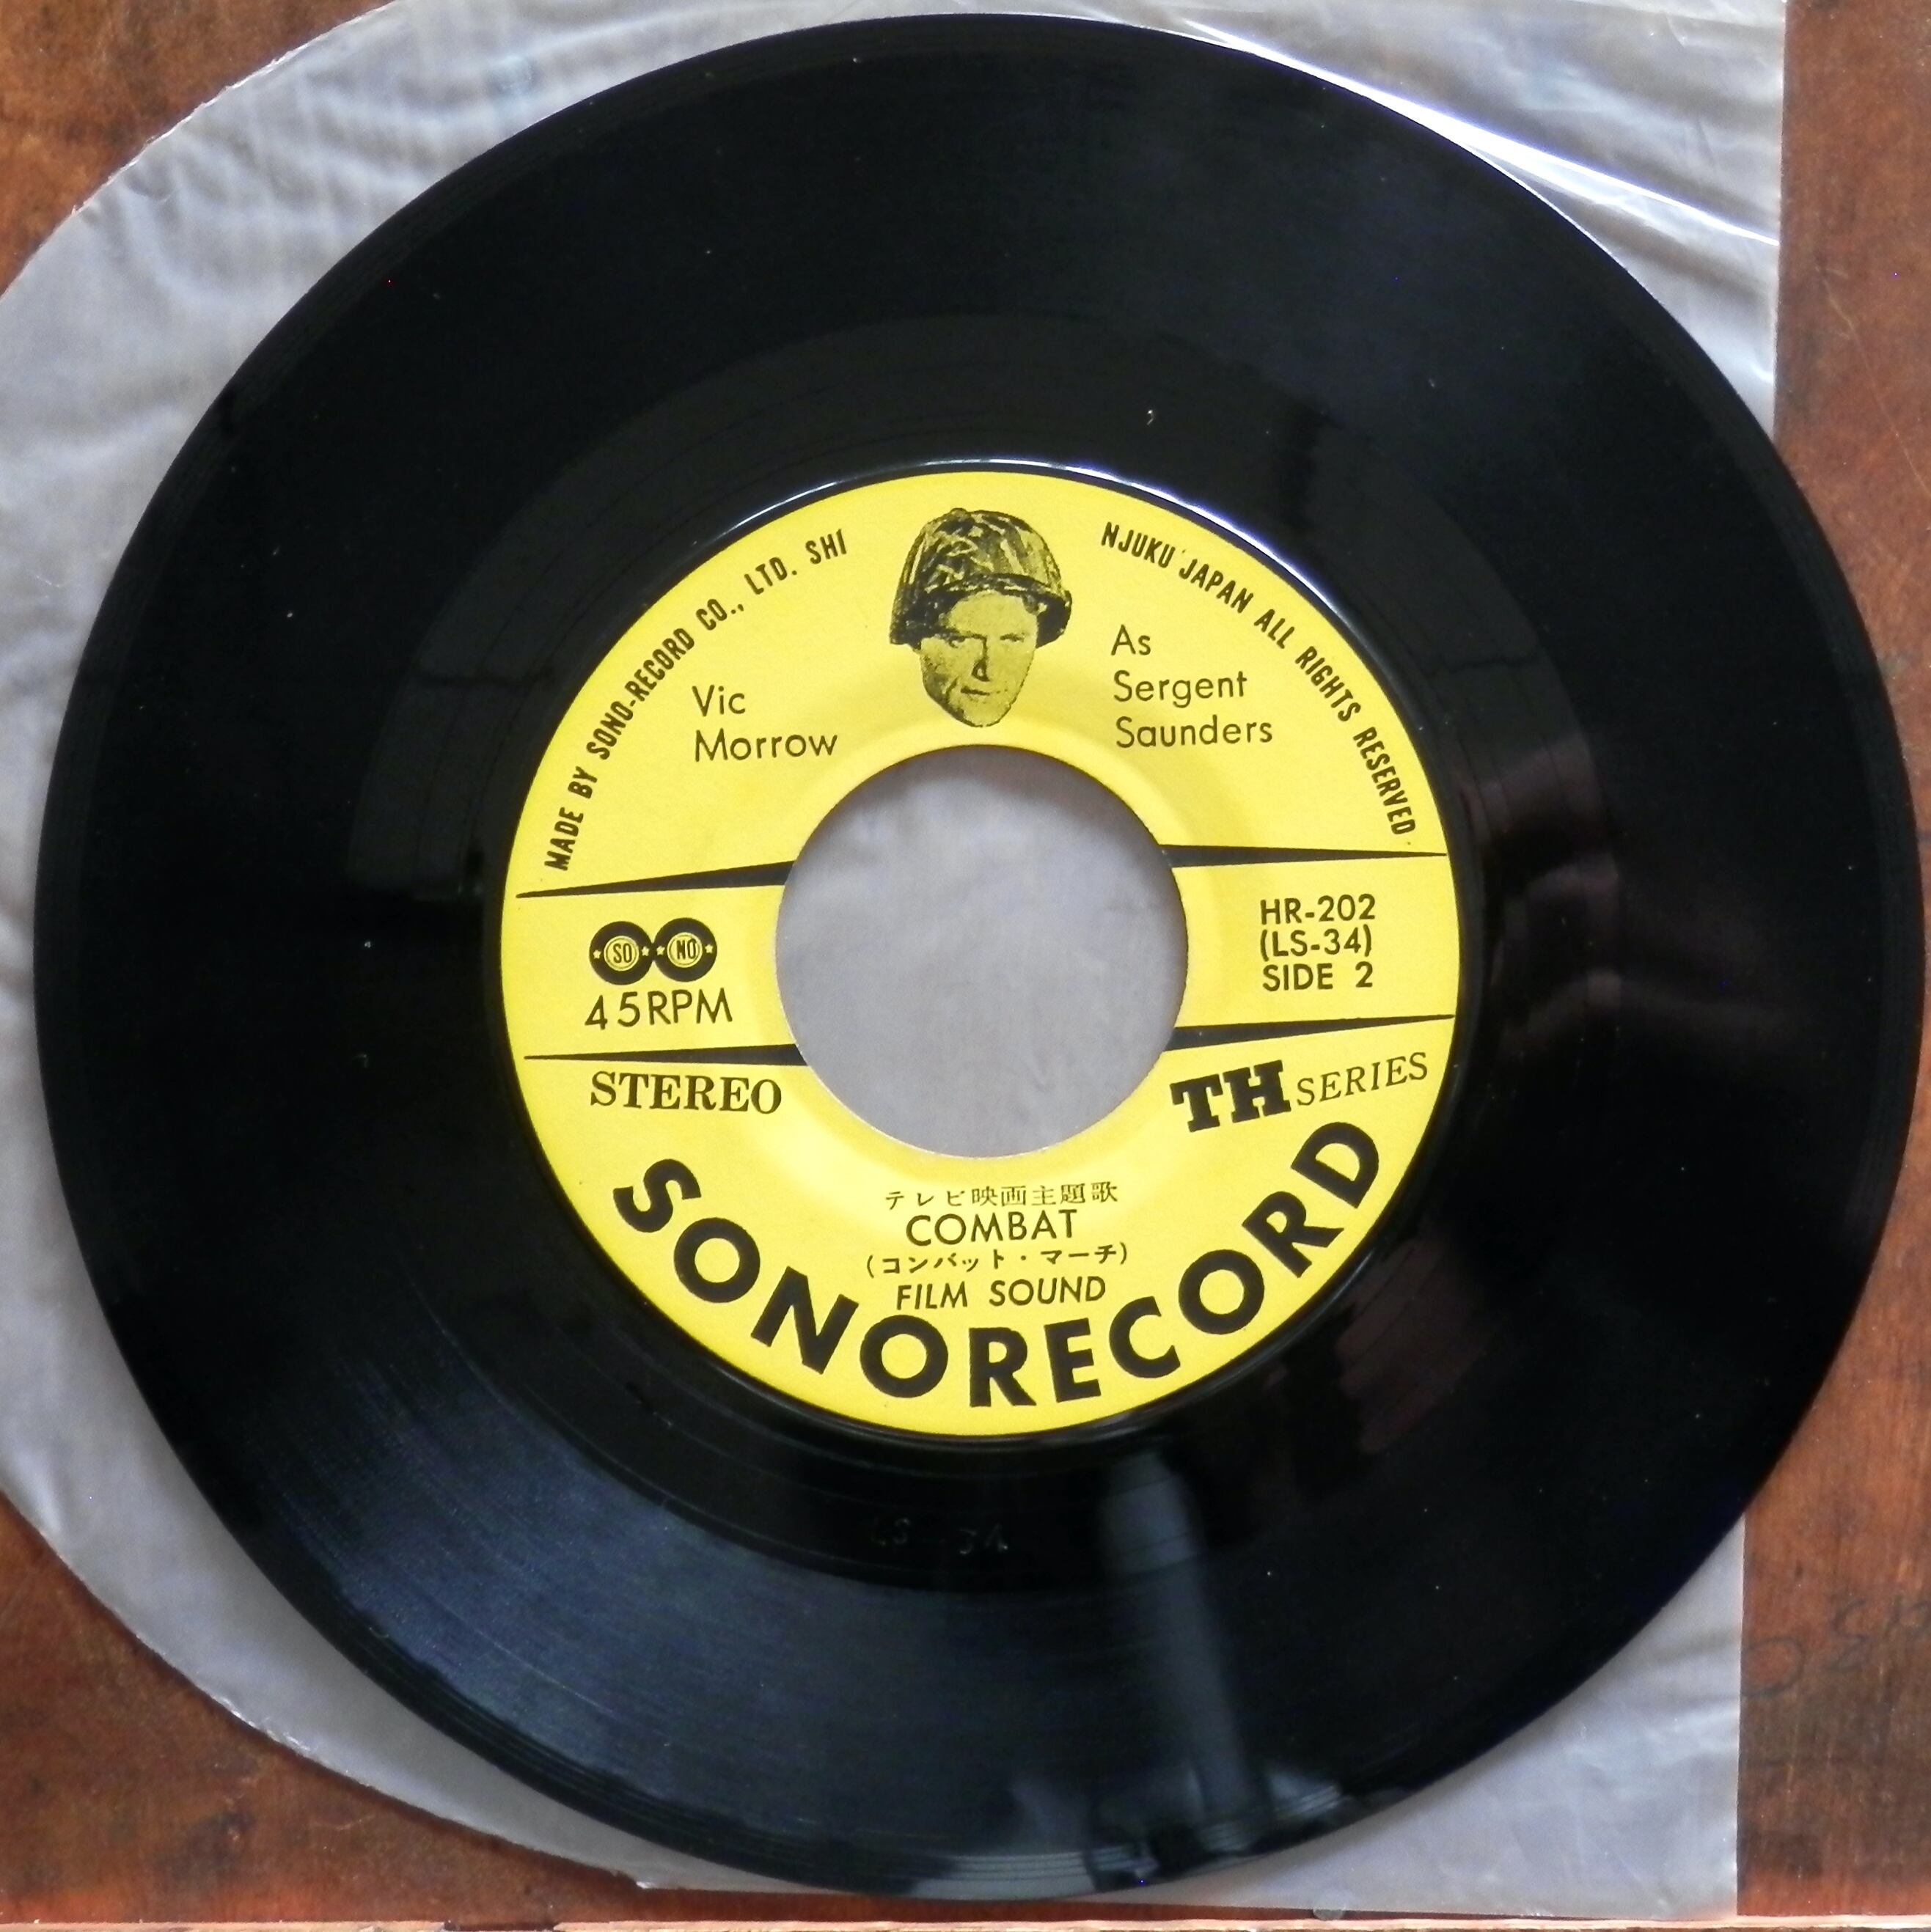 MADE BY SONO-RECORD CO., LTD. SHI
NJUKU JAPAN ALL RIGHTS RESERVED
Vic
Morrow
As
Sergent
Saunders
SO NO
45RPM
HR-202
(LS-34)
SIDE 2
STEREO
TH SERIES
テレビ映画主題歌
COMBAT
(コンバット・マーチ)
FILM SOUND
SONORECORD